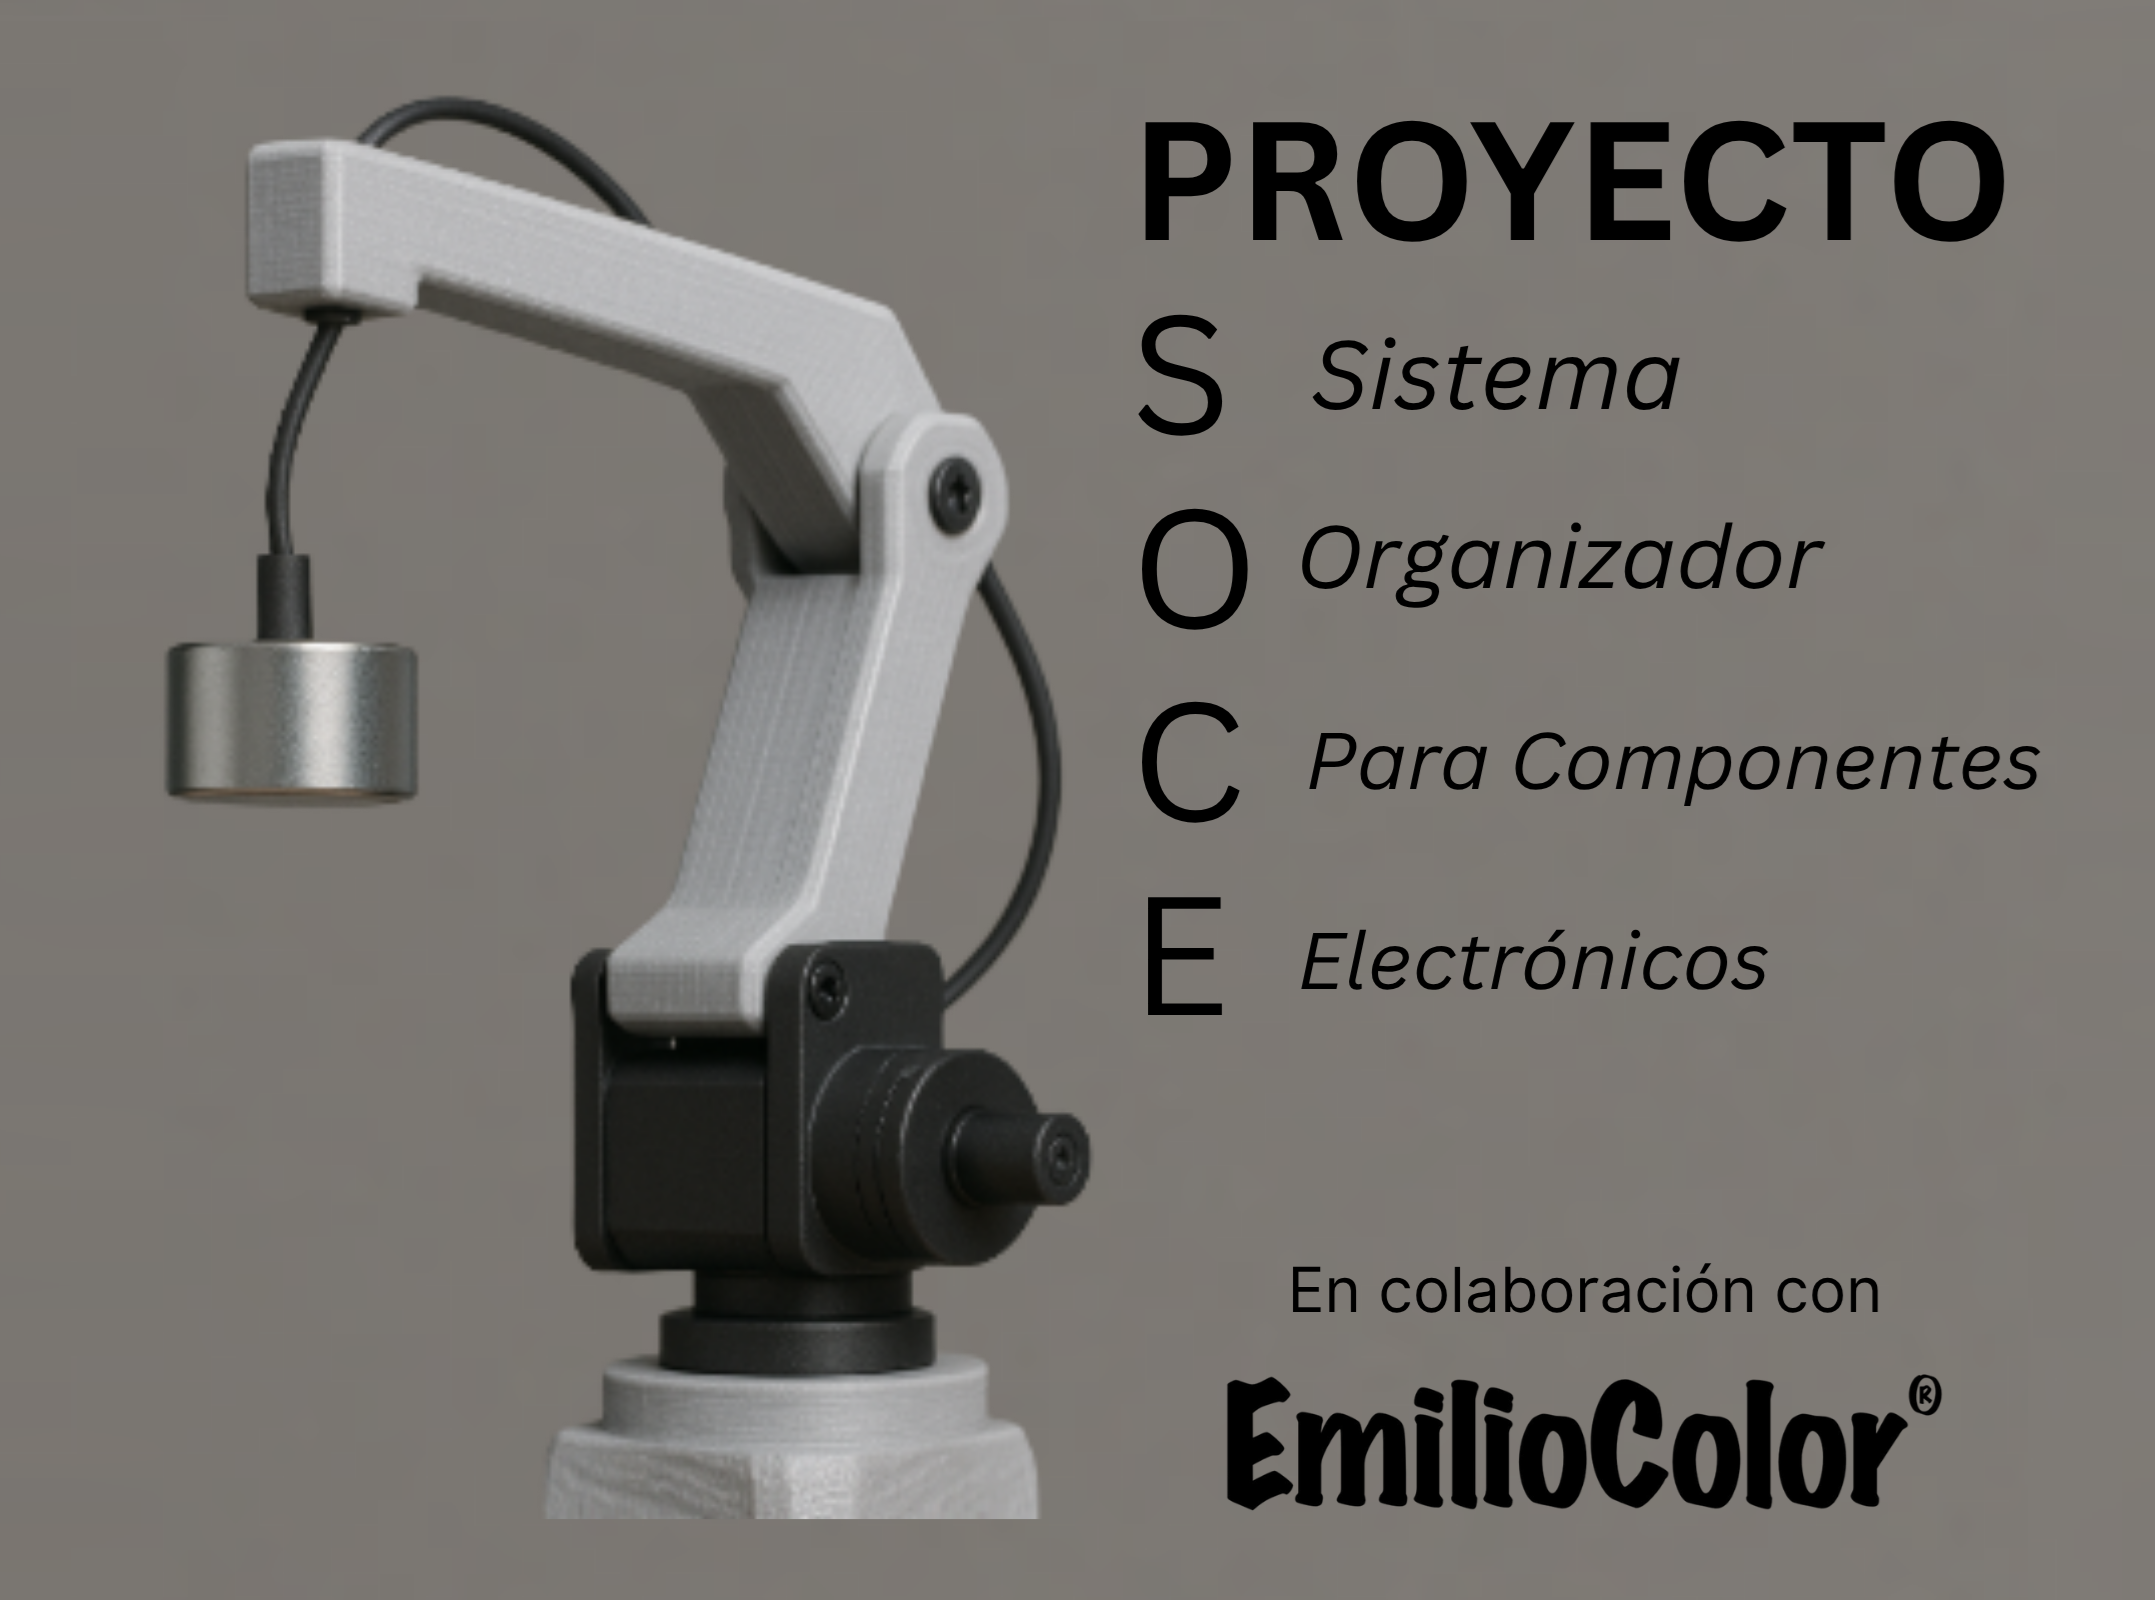 PROYECTO
S Sistema
O Organizador
C Para Componentes
E Electrónicos
En colaboración con
EmilioColor®